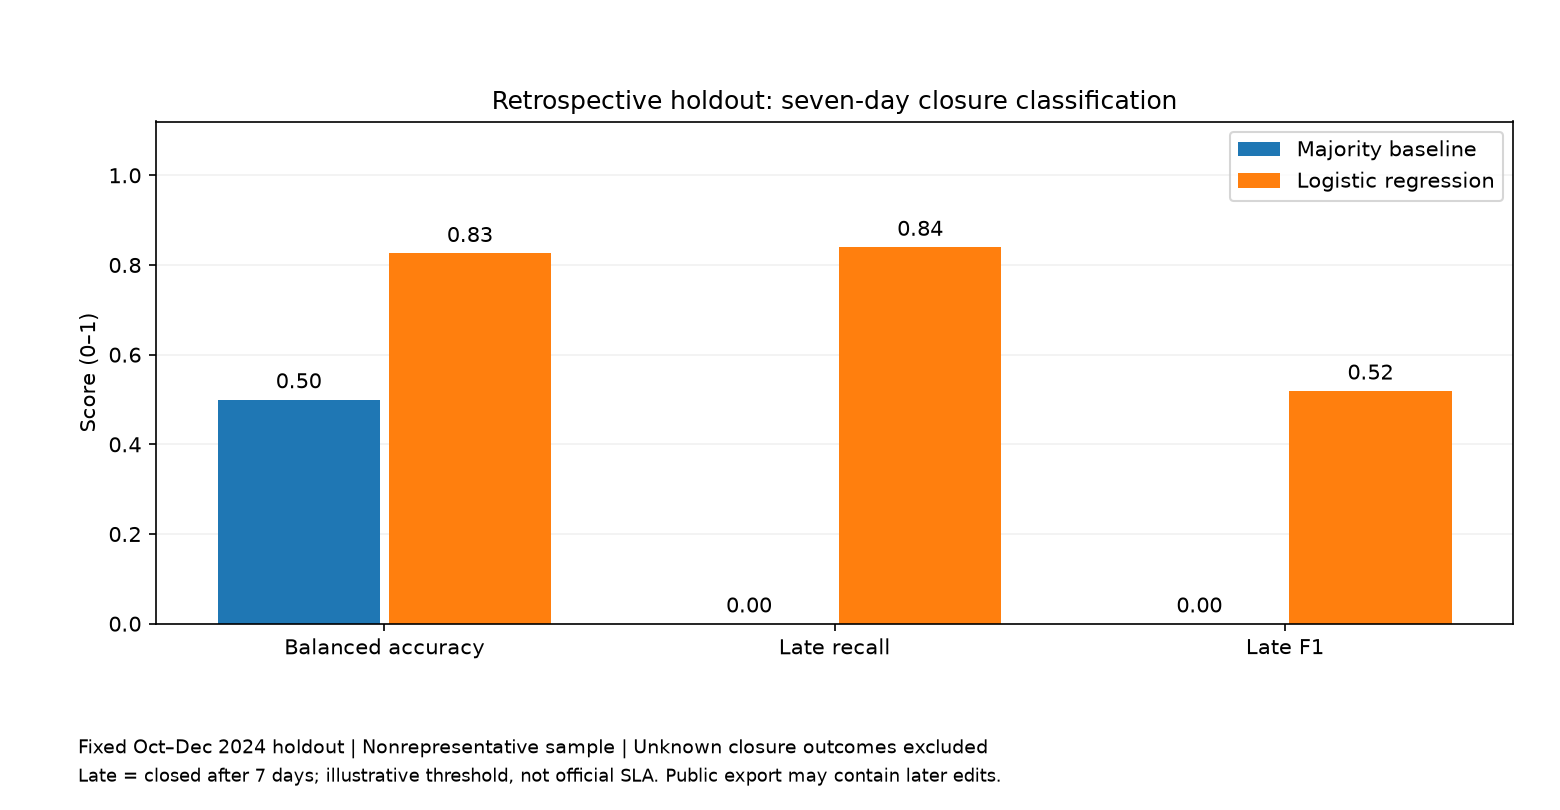 Retrospective holdout: seven-day closure classification
Majority baseline
Logistic regression
Score (0–1)
1.0
0.8
0.6
0.4
0.2
0.0
0.50
0.83
0.00
0.84
0.00
0.52
Balanced accuracy
Late recall
Late F1
Fixed Oct–Dec 2024 holdout | Nonrepresentative sample | Unknown closure outcomes excluded
Late = closed after 7 days; illustrative threshold, not official SLA. Public export may contain later edits.